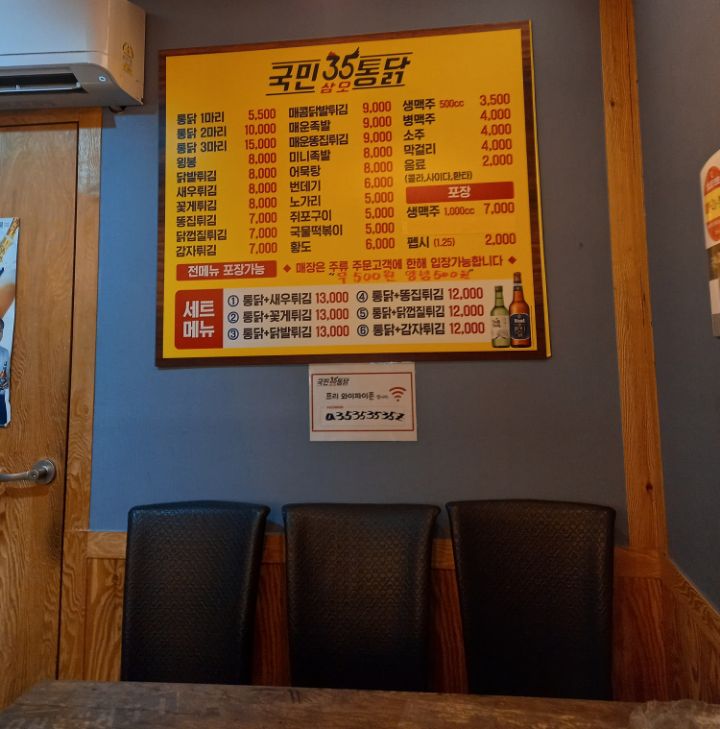 국민 35 통닭
삼오
통닭 1마리 5,500
통닭 2마리 10,000
통닭 3마리 15,000
윙봉 8,000
닭발튀김 8,000
새우튀김 8,000
꽃게튀김 8,000
똥집튀김 7,000
닭껍질튀김 7,000
감자튀김 7,000
매콤닭발튀김 9,000
매운족발 9,000
매운똥집튀김 9,000
미니족발 8,000
어묵탕 8,000
번데기 6,000
노가리 5,000
쥐포구이 5,000
국물떡볶이 5,000
황도 6,000
생맥주 500cc 3,500
병맥주 4,000
소주 4,000
막걸리 4,000
음료 2,000
(콜라,사이다,환타)
포장
생맥주 1,000cc 7,000
펩시 (1.25) 2,000
전메뉴 포장가능
◆ 매장은 주류 주문고객에 한해 입장가능합니다 ◆
500원
세트
메뉴
① 통닭+새우튀김 13,000
② 통닭+꽃게튀김 13,000
③ 통닭+닭발튀김 13,000
④ 통닭+똥집튀김 12,000
⑤ 통닭+닭껍질튀김 12,000
⑥ 통닭+감자튀김 12,000
국민35통닭
프리 와이파이존